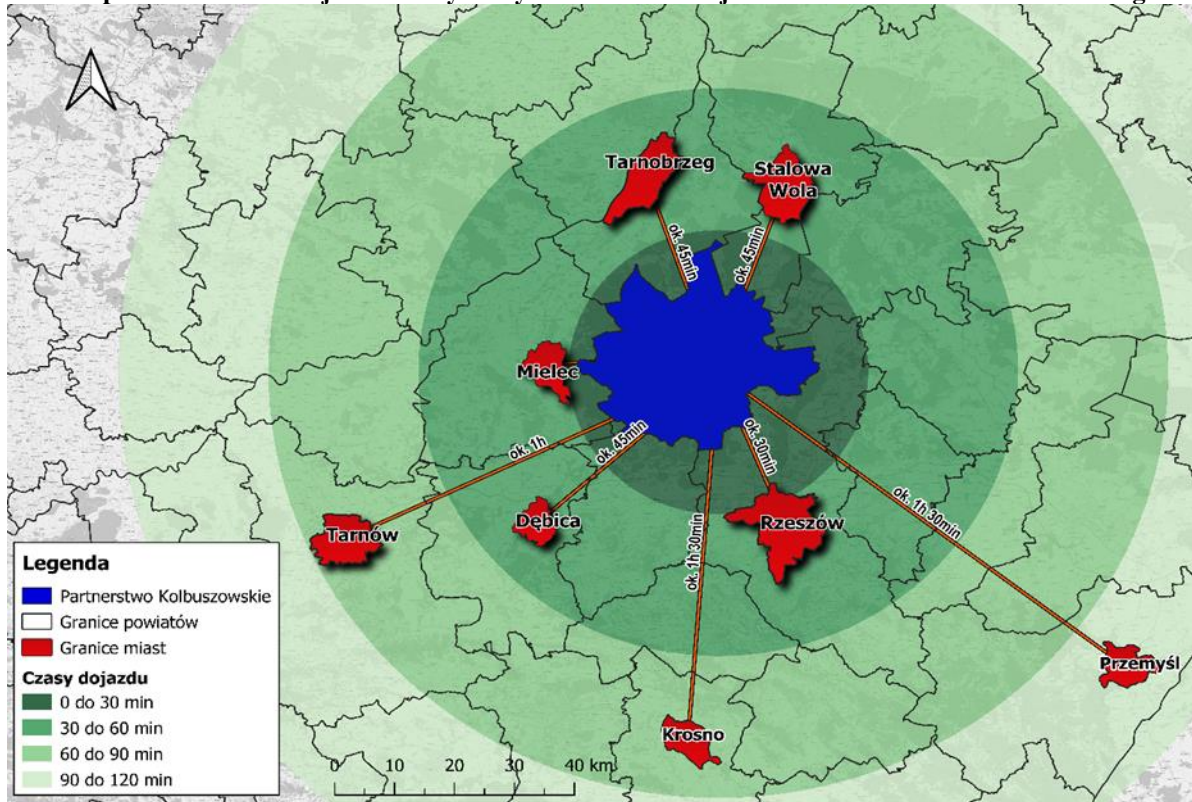 Tarnobrzeg
Stalowa
Wola
ok. 45min
ok. 45min
Mielec
ok. 1h
ok. 45min
ok. 30min
Dębica
Tarnów
Rzeszów
ok. 1h 30min
ok. 1h 30min
Przemyśl
Krosno
Legenda
Partnerstwo Kolbuszowskie
Granice powiatów
Granice miast
Czasy dojazdu
0 do 30 min
30 do 60 min
60 do 90 min
90 do 120 min
0 10 20 30 40 km